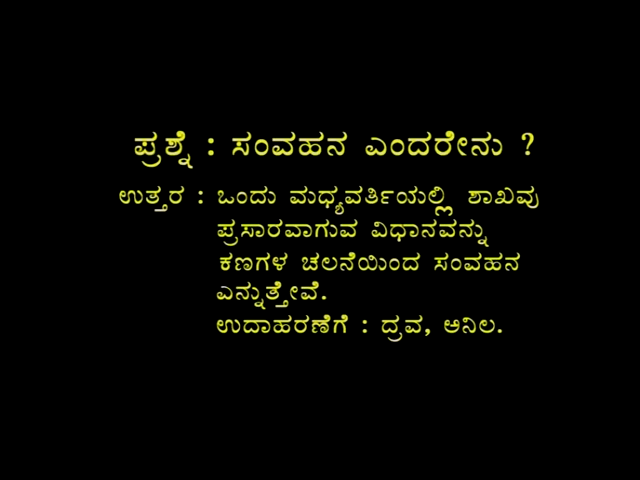 ಪ್ರಶ್ನೆ : ಸಂವಹನ ಎಂದರೇನು ?
ಉತ್ತರ : ಒಂದು ಮಧ್ಯವರ್ತಿಯಲ್ಲಿ ಶಾಖವು
ಪ್ರಸಾರವಾಗುವ ವಿಧಾನವನ್ನು
ಕಣಗಳ ಚಲನೆಯಿಂದ ಸಂವಹನ
ಎನ್ನುತ್ತೇವೆ.
ಉದಾಹರಣೆಗೆ : ದ್ರವ, ಅನಿಲ.